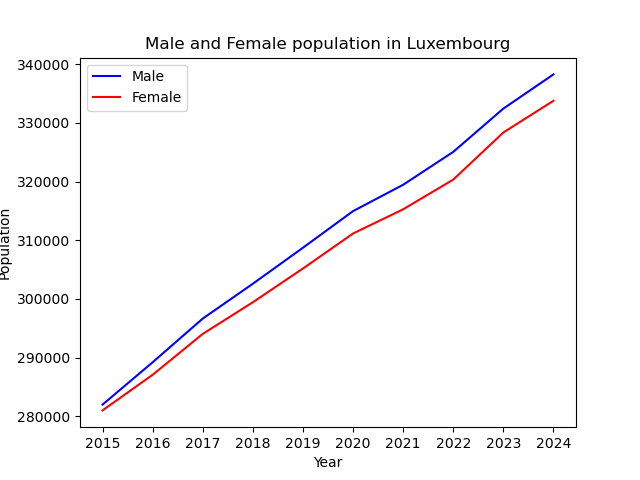 Male and Female population in Luxembourg
Male
Female
340000
330000
320000
310000
300000
290000
280000
Population
2015 2016 2017 2018 2019 2020 2021 2022 2023 2024
Year